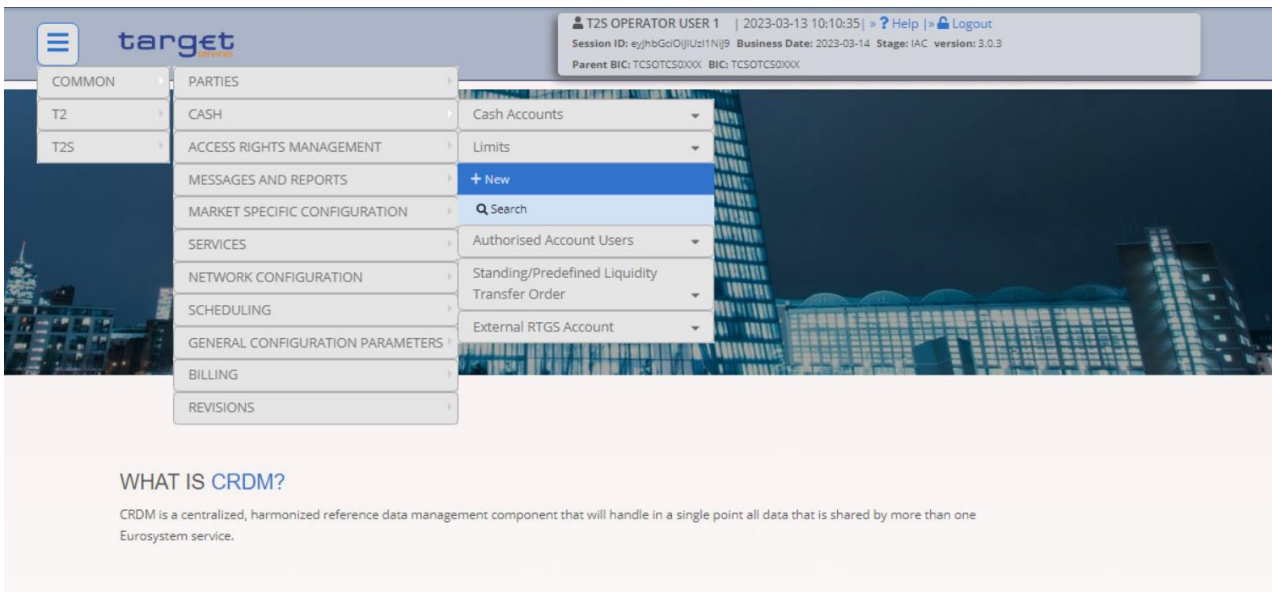 T2S OPERATOR USER 1 | 2023-03-13 10:10:35| » ? Help |» Logout
Session ID: eyJhbGciOiJIUzI1NiJ9 Business Date: 2023-03-14 Stage: IAC version: 3.0.3
Parent BIC: TCSOTCS0XXX BIC: TCSOTCS0XXX
target
services
COMMON
T2
T2S
PARTIES
CASH
ACCESS RIGHTS MANAGEMENT
MESSAGES AND REPORTS
MARKET SPECIFIC CONFIGURATION
SERVICES
NETWORK CONFIGURATION
SCHEDULING
GENERAL CONFIGURATION PARAMETERS
BILLING
REVISIONS
Cash Accounts
Limits
+ New
Search
Authorised Account Users
Standing/Predefined Liquidity
Transfer Order
External RTGS Account
WHAT IS CRDM?
CRDM is a centralized, harmonized reference data management component that will handle in a single point all data that is shared by more than one
Eurosystem service.